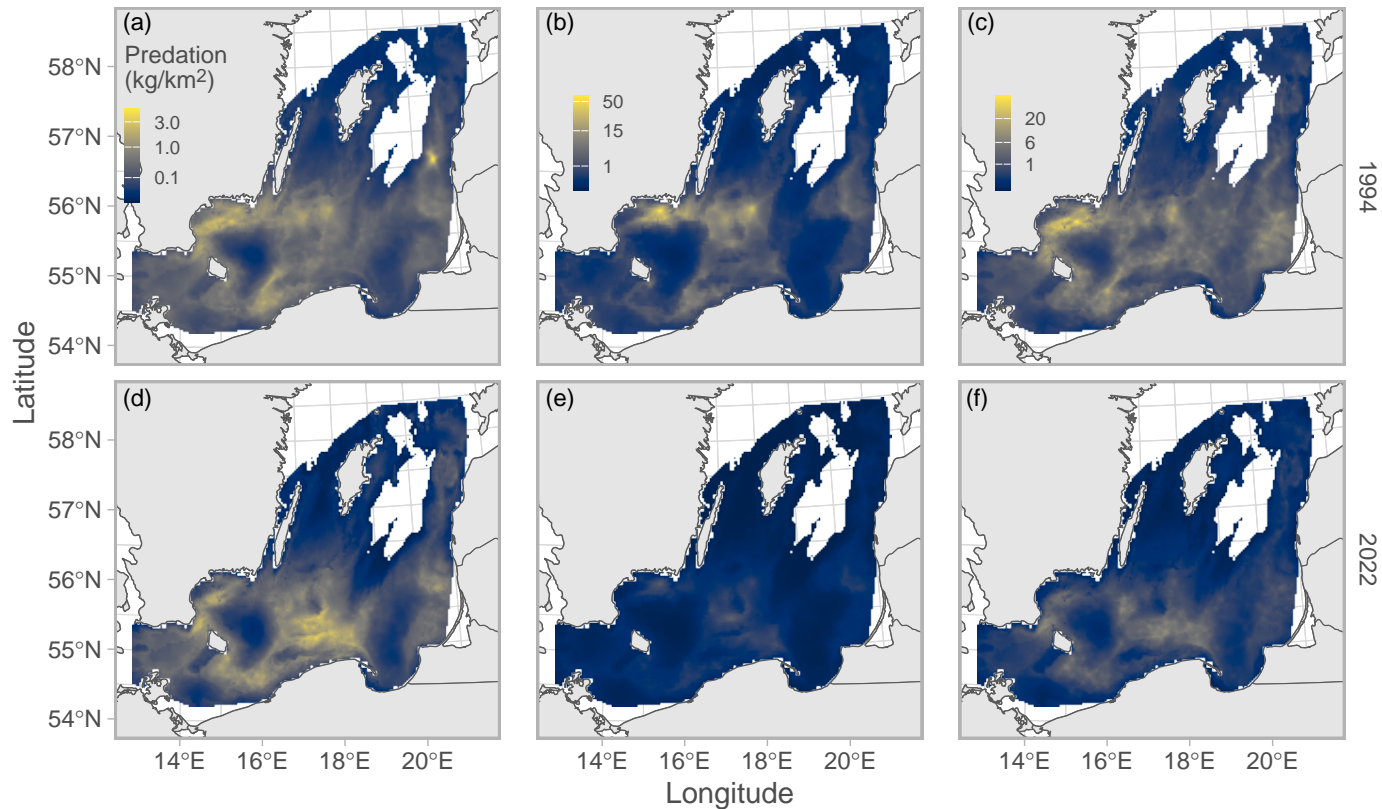 (a)
Predation
(kg/km²)
3.0
1.0
0.1
(b)
50
15
1
(c)
20
6
1
58°N
57°N
56°N
55°N
54°N
1994
Latitude
(d)
(e)
(f)
58°N
57°N
56°N
55°N
54°N
2022
14°E 16°E 18°E 20°E
14°E 16°E 18°E 20°E
14°E 16°E 18°E 20°E
Longitude